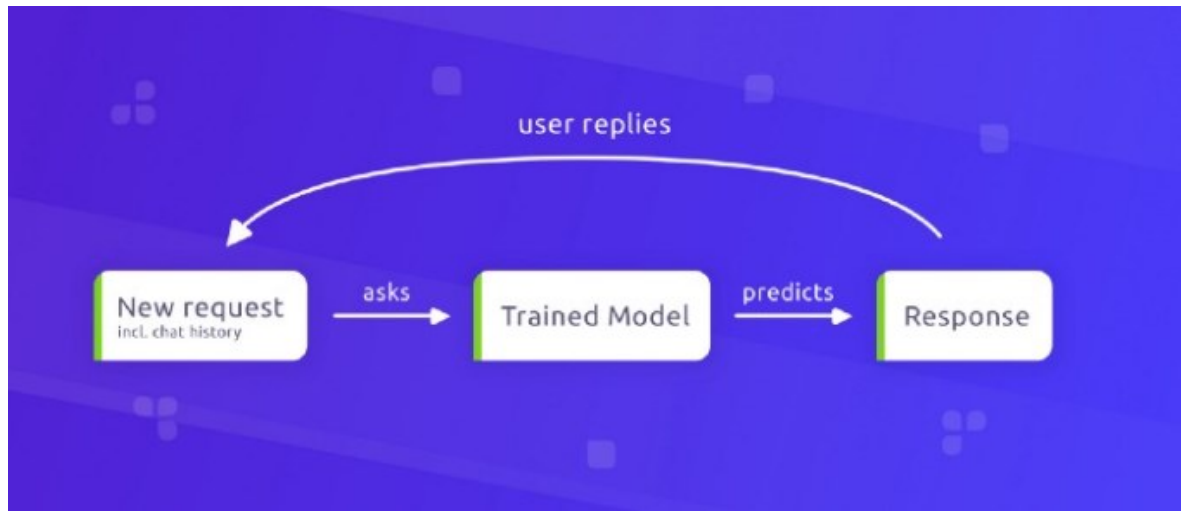 user replies
New request
incl. chat history
asks
Trained Model
predicts
Response